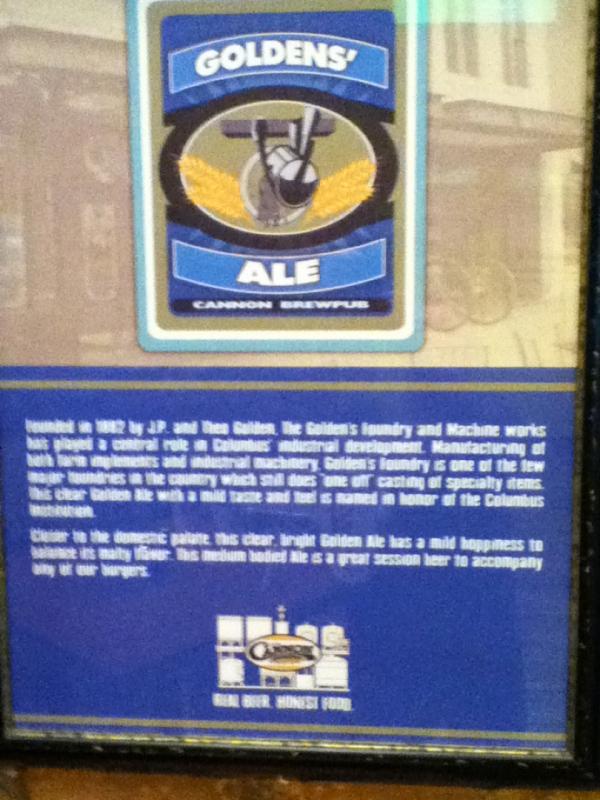 GOLDENS'
ALE
CANNON BREWPUB
Founded in 1882 by J.P. and Theo Golden, The Golden's Foundry and Machine works
has played a central role in Columbus' industrial development. Manufacturing of
both farm implements and industrial machinery, Golden's Foundry is one of the few
major foundries in the country which still does "one off" casting of specialty items.
This clear Golden Ale with a mild taste and feel is named in honor of the Columbus
institution.
Closer to the domestic palate, this clear, bright Golden Ale has a mild hoppiness to
balance its malty flavor. This medium bodied Ale is a great session beer to accompany
any of our burgers.
CANNON
REAL BEER. HONEST FOOD.